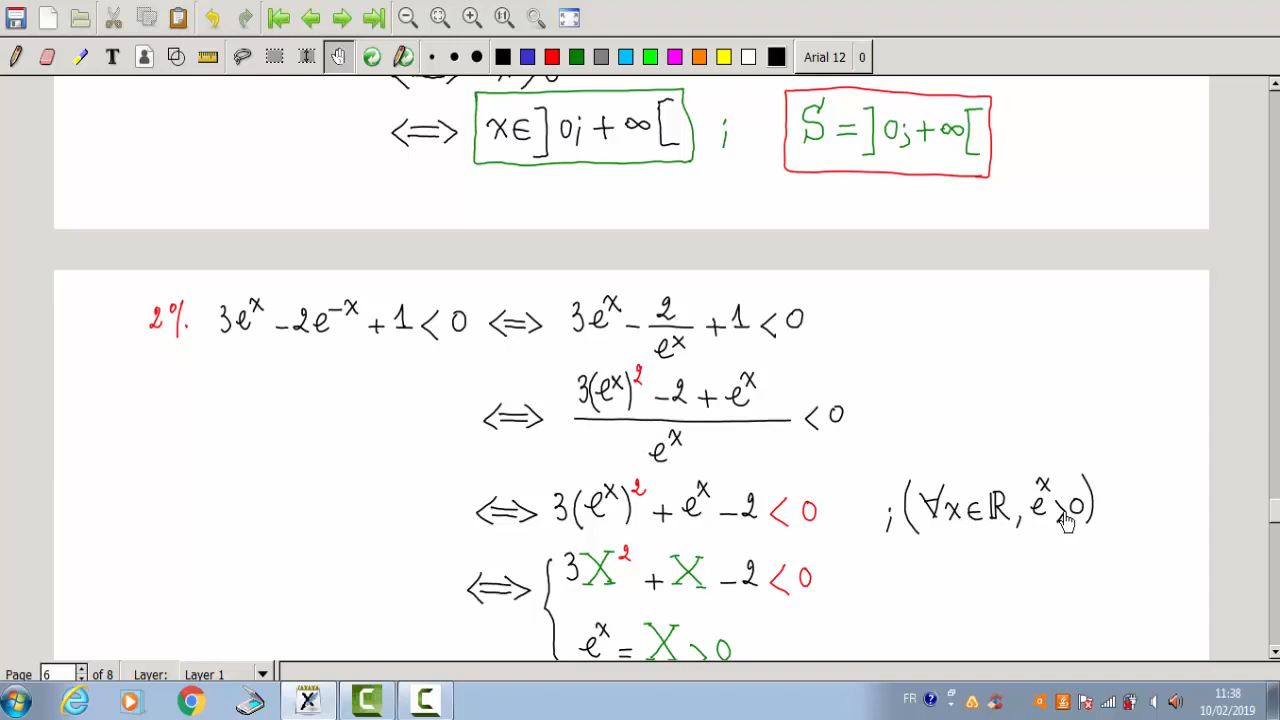 Arial 12 0
⟺ x∈]0;+∞[ ; S=]0;+∞[
2°/. 3eˣ - 2e⁻ˣ + 1 < 0 ⟺ 3eˣ - 2/eˣ + 1 < 0
⟺ (3(eˣ)² - 2 + eˣ)/eˣ < 0
⟺ 3(eˣ)² + eˣ - 2 < 0 ; (∀x∈ℝ, eˣ>0)
⟺ { 3X² + X - 2 < 0
eˣ = X > 0
Page 6 of 8 Layer: Layer 1
FR
11:38
10/02/2019